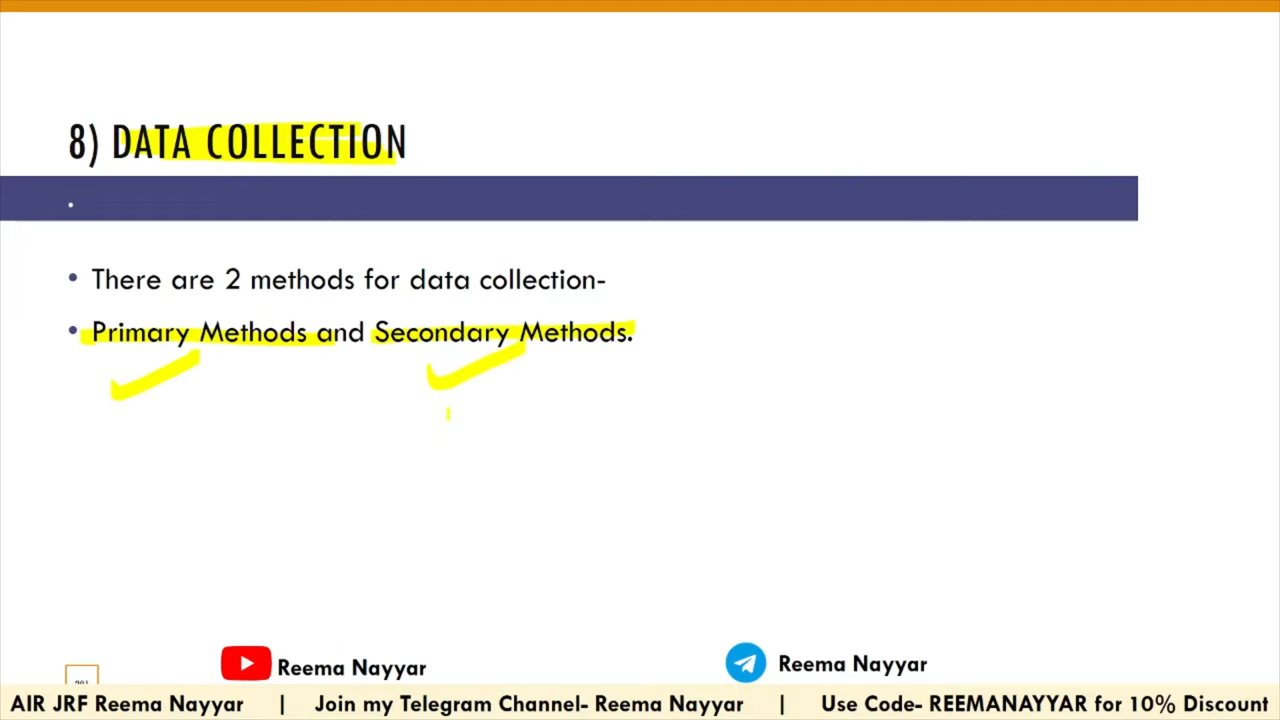 8) DATA COLLECTION
•
• There are 2 methods for data collection-
• Primary Methods and Secondary Methods.
Reema Nayyar
Reema Nayyar
AIR JRF Reema Nayyar | Join my Telegram Channel- Reema Nayyar | Use Code- REEMANAYYAR for 10% Discount